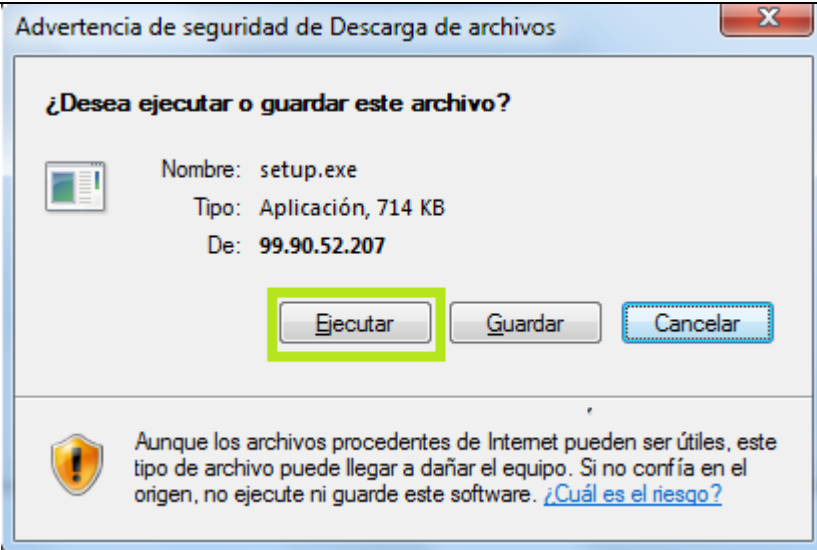 Advertencia de seguridad de Descarga de archivos
¿Desea ejecutar o guardar este archivo?
Nombre: setup.exe
Tipo: Aplicación, 714 KB
De: 99.90.52.207
Ejecutar Guardar Cancelar
Aunque los archivos procedentes de Internet pueden ser útiles, este
tipo de archivo puede llegar a dañar el equipo. Si no confía en el
origen, no ejecute ni guarde este software. ¿Cuál es el riesgo?